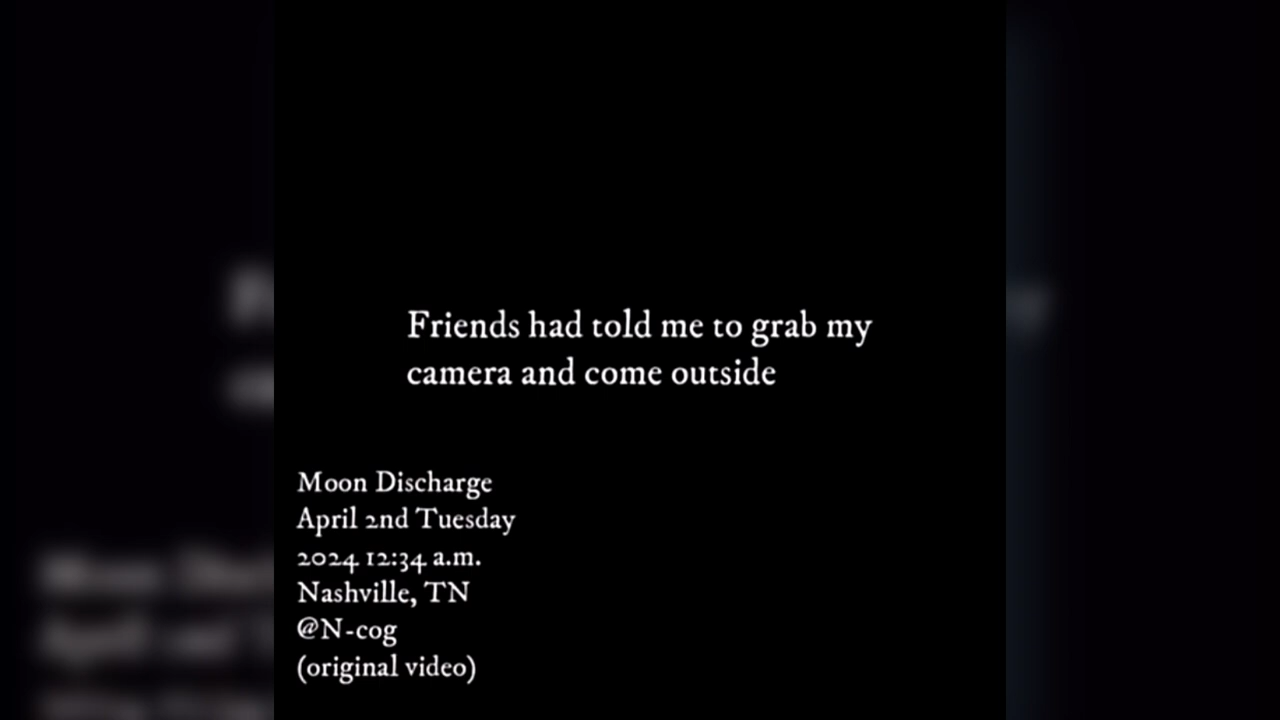 Friends had told me to grab my
camera and come outside
Moon Discharge
April 2nd Tuesday
2024 12:34 a.m.
Nashville, TN
@N-cog
(original video)